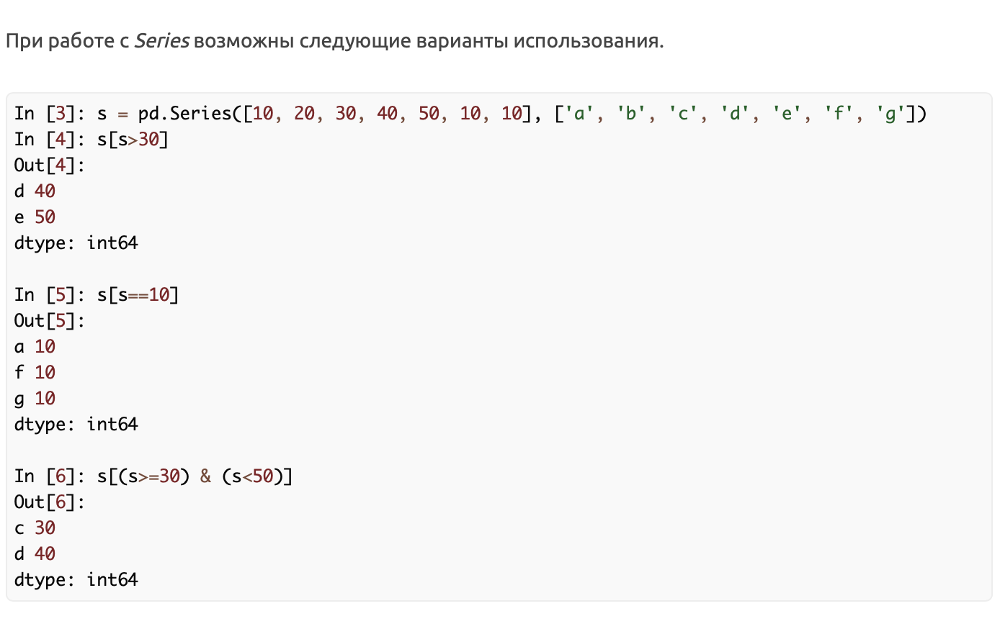 При работе с Series возможны следующие варианты использования.
In [3]: s = pd.Series([10, 20, 30, 40, 50, 10, 10], ['a', 'b', 'c', 'd', 'e', 'f', 'g'])
In [4]: s[s>30]
Out[4]:
d 40
e 50
dtype: int64
In [5]: s[s==10]
Out[5]:
a 10
f 10
g 10
dtype: int64
In [6]: s[(s>=30) & (s<50)]
Out[6]:
c 30
d 40
dtype: int64